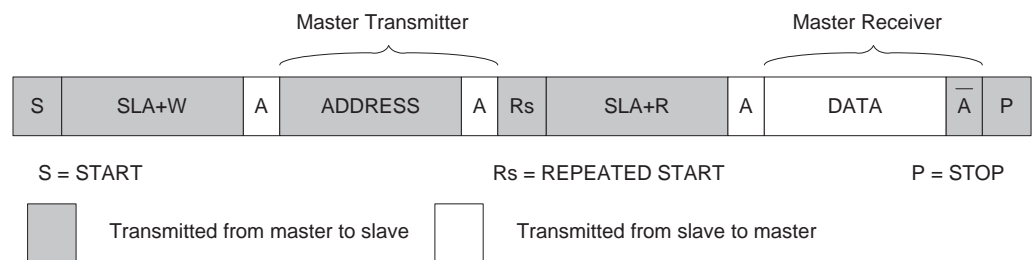 Master Transmitter Master Receiver
S SLA+W A ADDRESS A Rs SLA+R A DATA A̅ P
S = START Rs = REPEATED START P = STOP
Transmitted from master to slave Transmitted from slave to master